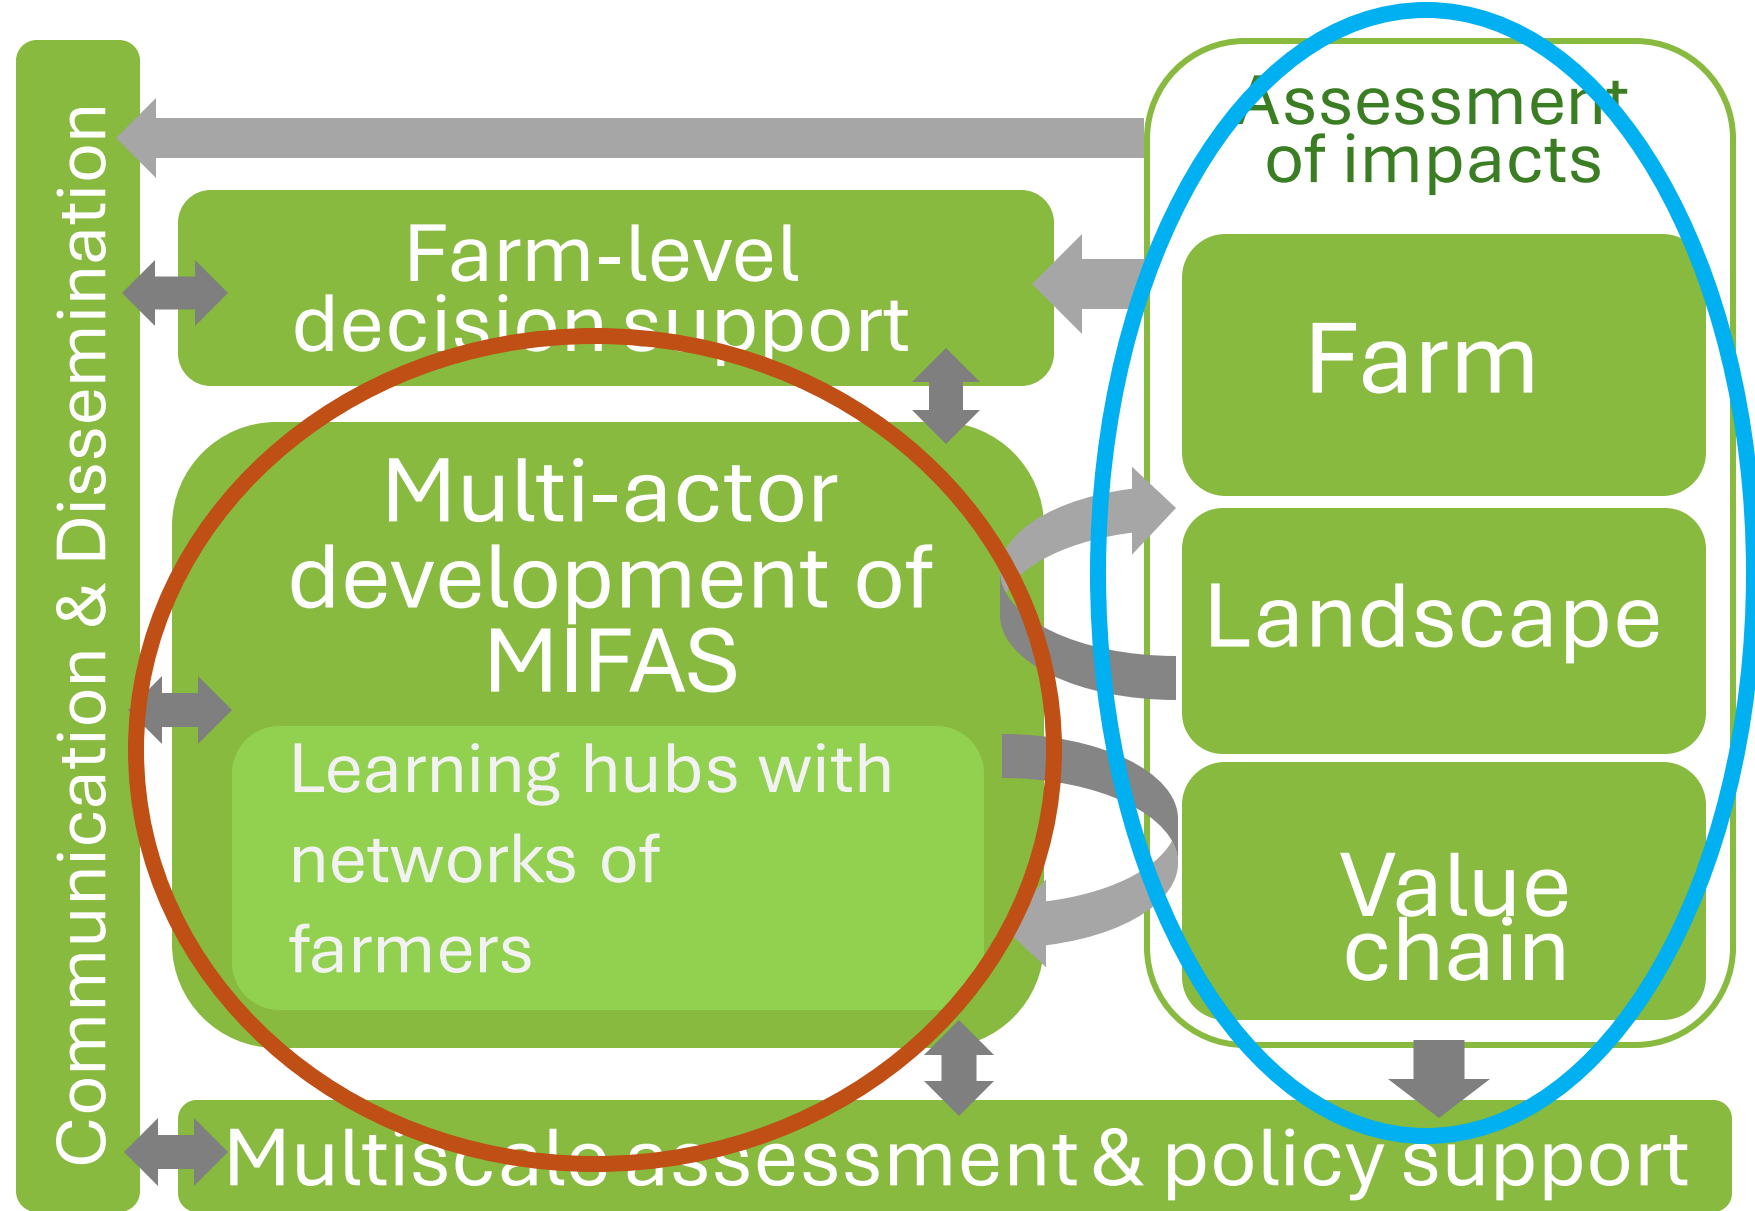 Communication & Dissemination
Assessment
of impacts
Farm-level
decision support
Farm
Multi-actor
development of
MIFAS
Landscape
Learning hubs with
networks of
farmers
Value
chain
Multiscale assessment & policy support